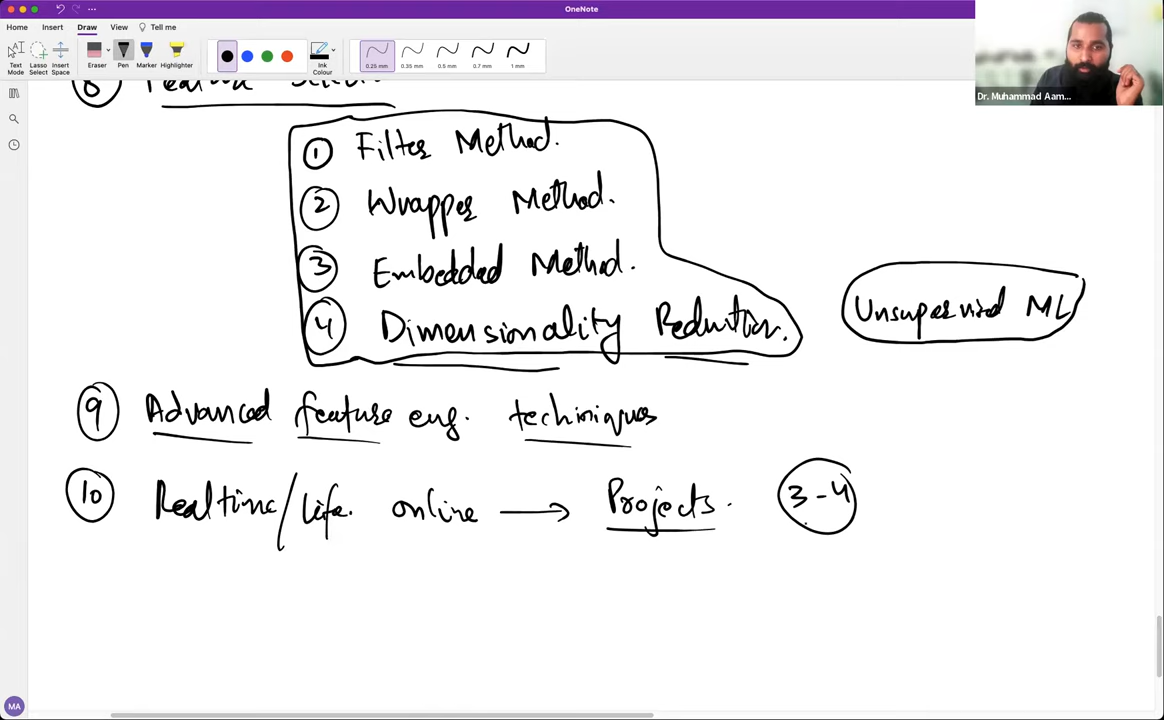 OneNote
Home Insert Draw View Tell me
Text Mode Lasso Select Insert Space Eraser Pen Marker Highlighter Ink Colour 0.25 mm 0.35 mm 0.5 mm 0.7 mm 1 mm
Dr. Muhammad Aam...
8
1 Filter Method.
2 Wrapper Method.
3 Embedded Method.
4 Dimensionality Reduction.
Unsupervised ML
9 Advanced feature eng. techniques
10 Realtime/life. online → Projects. 3-4
MA